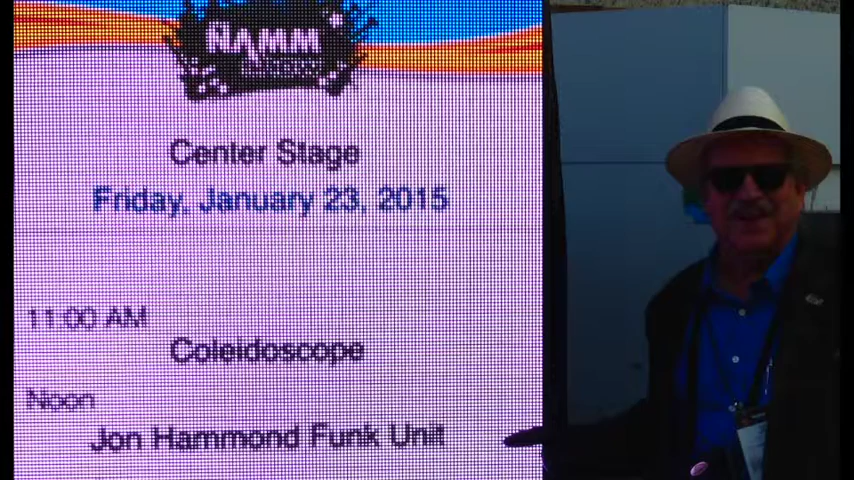 NAMM
Center Stage
Friday, January 23, 2015
11:00 AM
Coleidoscope
Noon
Jon Hammond Funk Unit